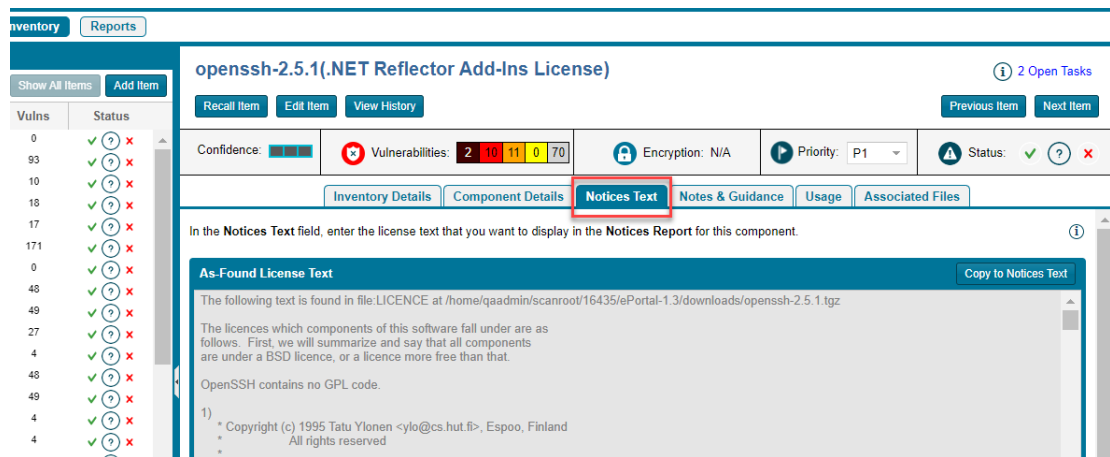 nventory Reports
Show All Items Add Item
Vulns Status
0
93
10
18
17
171
0
48
49
27
4
48
49
4
4
openssh-2.5.1(.NET Reflector Add-Ins License)
2 Open Tasks
Recall Item Edit Item View History Previous Item Next Item
Confidence: Vulnerabilities: 2 10 11 0 70 Encryption: N/A Priority: P1 Status:
Inventory Details Component Details Notices Text Notes & Guidance Usage Associated Files
In the Notices Text field, enter the license text that you want to display in the Notices Report for this component.
As-Found License Text Copy to Notices Text
The following text is found in file:LICENCE at /home/qaadmin/scanroot/16435/ePortal-1.3/downloads/openssh-2.5.1.tgz
The licences which components of this software fall under are as
follows. First, we will summarize and say that all components
are under a BSD licence, or a licence more free than that.
OpenSSH contains no GPL code.
1)
* Copyright (c) 1995 Tatu Ylonen <ylo@cs.hut.fi>, Espoo, Finland
* All rights reserved
*